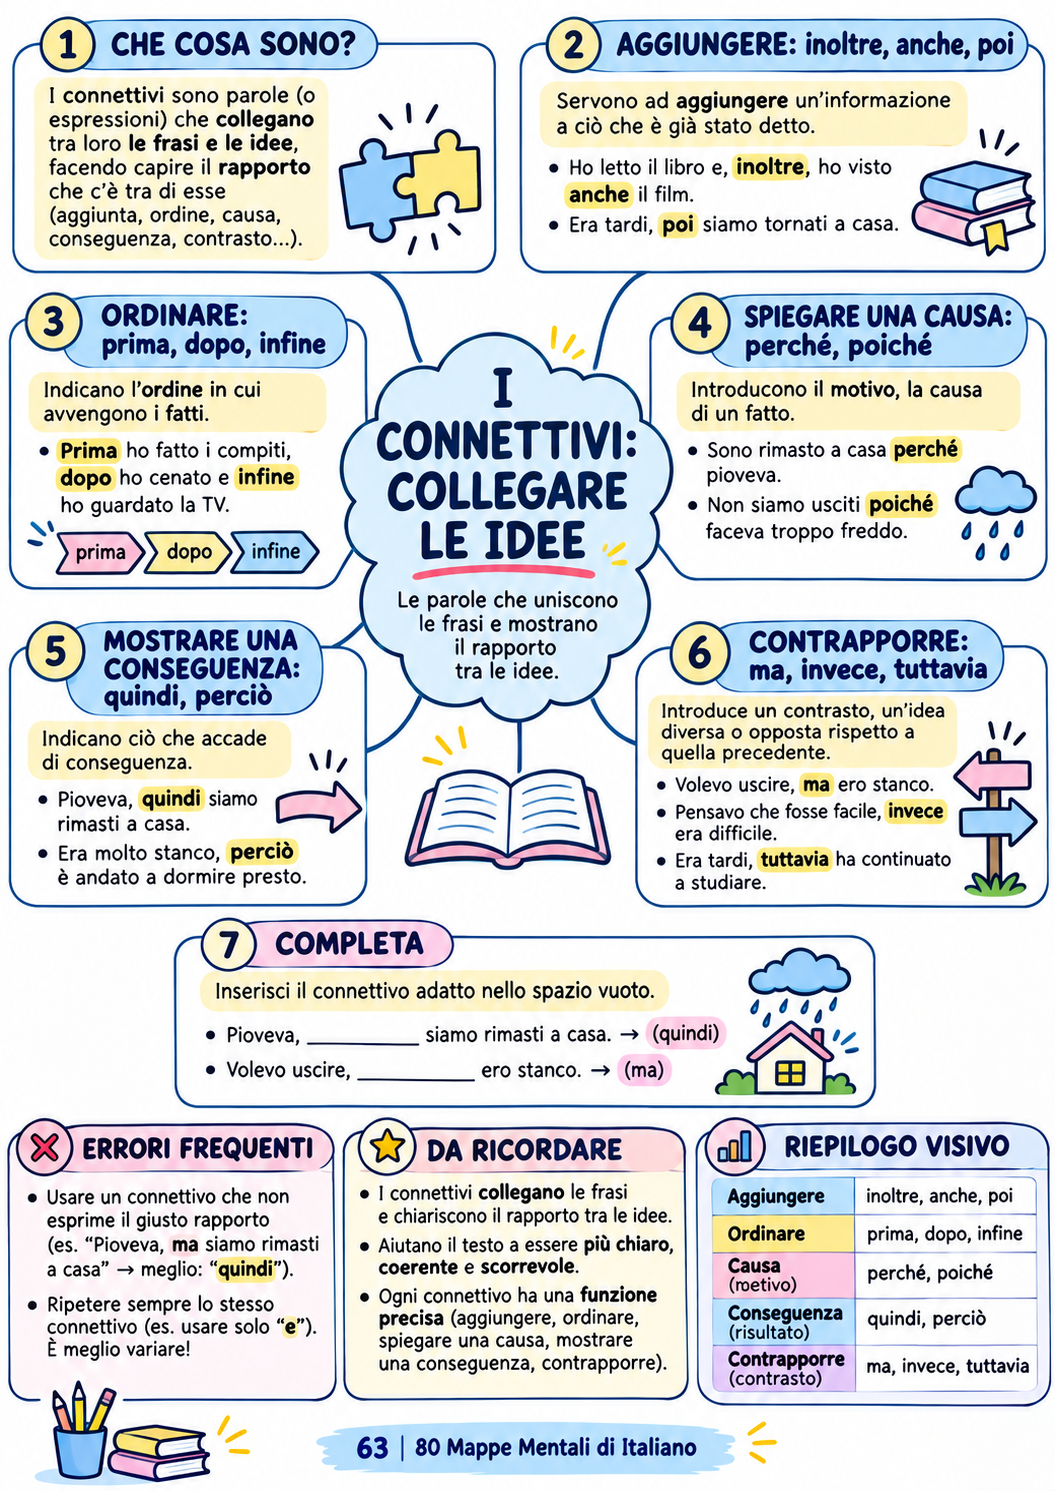 1 CHE COSA SONO?
I connettivi sono parole (o
espressioni) che collegano
tra loro le frasi e le idee,
facendo capire il rapporto
che c'è tra di esse
(aggiunta, ordine, causa,
conseguenza, contrasto...).
2 AGGIUNGERE: inoltre, anche, poi
Servono ad aggiungere un'informazione
a ciò che è già stato detto.
• Ho letto il libro e, inoltre, ho visto
anche il film.
• Era tardi, poi siamo tornati a casa.
3 ORDINARE:
prima, dopo, infine
Indicano l'ordine in cui
avvengono i fatti.
• Prima ho fatto i compiti,
dopo ho cenato e infine
ho guardato la TV.
prima dopo infine
I
CONNETTIVI:
COLLEGARE
LE IDEE
Le parole che uniscono
le frasi e mostrano
il rapporto
tra le idee.
4 SPIEGARE UNA CAUSA:
perché, poiché
Introducono il motivo, la causa
di un fatto.
• Sono rimasto a casa perché
pioveva.
• Non siamo usciti poiché
faceva troppo freddo.
5 MOSTRARE UNA
CONSEGUENZA:
quindi, perciò
Indicano ciò che accade
di conseguenza.
• Pioveva, quindi siamo
rimasti a casa.
• Era molto stanco, perciò
è andato a dormire presto.
6 CONTRAPPORRE:
ma, invece, tuttavia
Introduce un contrasto, un'idea
diversa o opposta rispetto a
quella precedente.
• Volevo uscire, ma ero stanco.
• Pensavo che fosse facile, invece
era difficile.
• Era tardi, tuttavia ha continuato
a studiare.
7 COMPLETA
Inserisci il connettivo adatto nello spazio vuoto.
• Pioveva, __________ siamo rimasti a casa. → (quindi)
• Volevo uscire, __________ ero stanco. → (ma)
ERRORI FREQUENTI
• Usare un connettivo che non
esprime il giusto rapporto
(es. "Pioveva, ma siamo rimasti
a casa" → meglio: "quindi").
• Ripetere sempre lo stesso
connettivo (es. usare solo "e").
È meglio variare!
DA RICORDARE
• I connettivi collegano le frasi
e chiariscono il rapporto tra le idee.
• Aiutano il testo a essere più chiaro,
coerente e scorrevole.
• Ogni connettivo ha una funzione
precisa (aggiungere, ordinare,
spiegare una causa, mostrare
una conseguenza, contrapporre).
RIEPILOGO VISIVO
Aggiungere inoltre, anche, poi
Ordinare prima, dopo, infine
Causa
(motivo) perché, poiché
Conseguenza
(risultato) quindi, perciò
Contrapporre
(contrasto) ma, invece, tuttavia
63 | 80 Mappe Mentali di Italiano